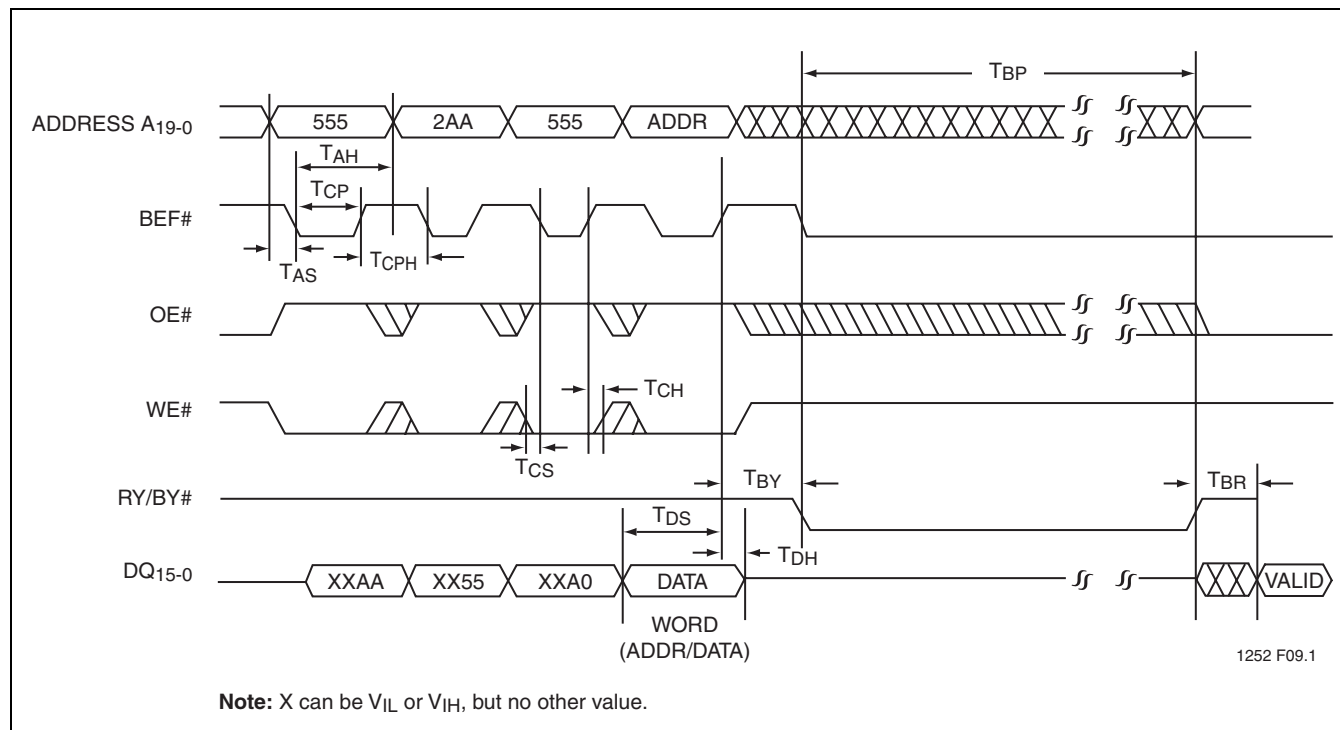 TBP
ADDRESS A19-0
555
2AA
555
ADDR
TAH
TCP
BEF#
TAS
TCPH
OE#
TCH
WE#
TCS
TBY
TBR
RY/BY#
TDS
TDH
DQ15-0
XXAA
XX55
XXA0
DATA
VALID
WORD
(ADDR/DATA)
1252 F09.1
Note: X can be VIL or VIH, but no other value.